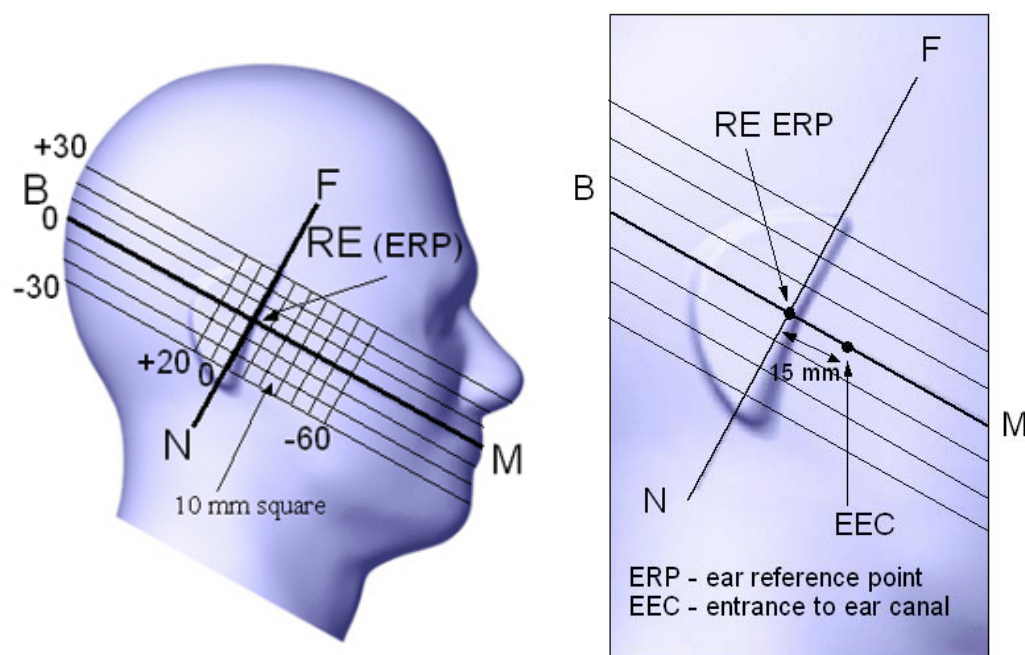 +30
B
0
-30
F
RE (ERP)
+20
0
N
-60
M
10 mm square
F
RE ERP
B
15 mm
M
N
EEC
ERP - ear reference point
EEC - entrance to ear canal